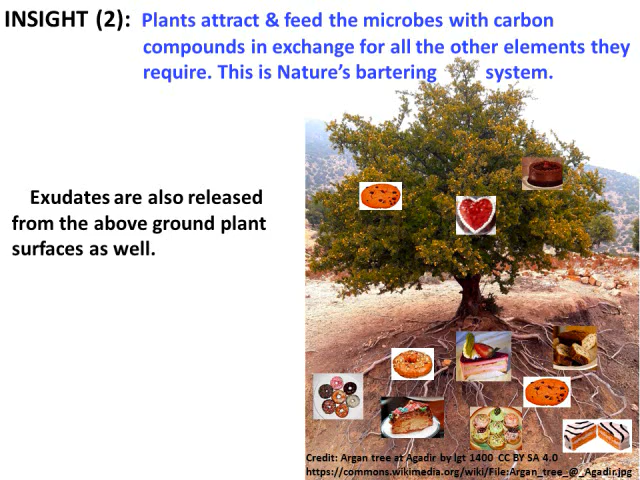 INSIGHT (2): Plants attract & feed the microbes with carbon
compounds in exchange for all the other elements they
require. This is Nature's bartering system.
Exudates are also released
from the above ground plant
surfaces as well.
Credit: Argan tree at Agadir by lgt 1400 CC BY SA 4.0
https://commons.wikimedia.org/wiki/File:Argan_tree_@_Agadir.jpg